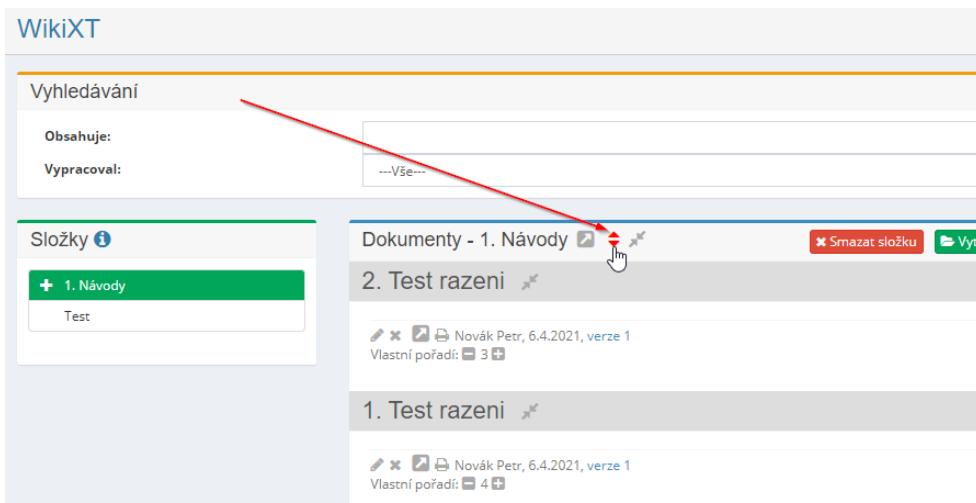 WikiXT
Vyhledávání
Obsahuje:
Vypracoval:
---Vše---
Složky
1. Návody
Test
Dokumenty - 1. Návody
Smazat složku
Vyt
2. Test razeni
Novák Petr, 6.4.2021, verze 1
Vlastní pořadí: 3
1. Test razeni
Novák Petr, 6.4.2021, verze 1
Vlastní pořadí: 4